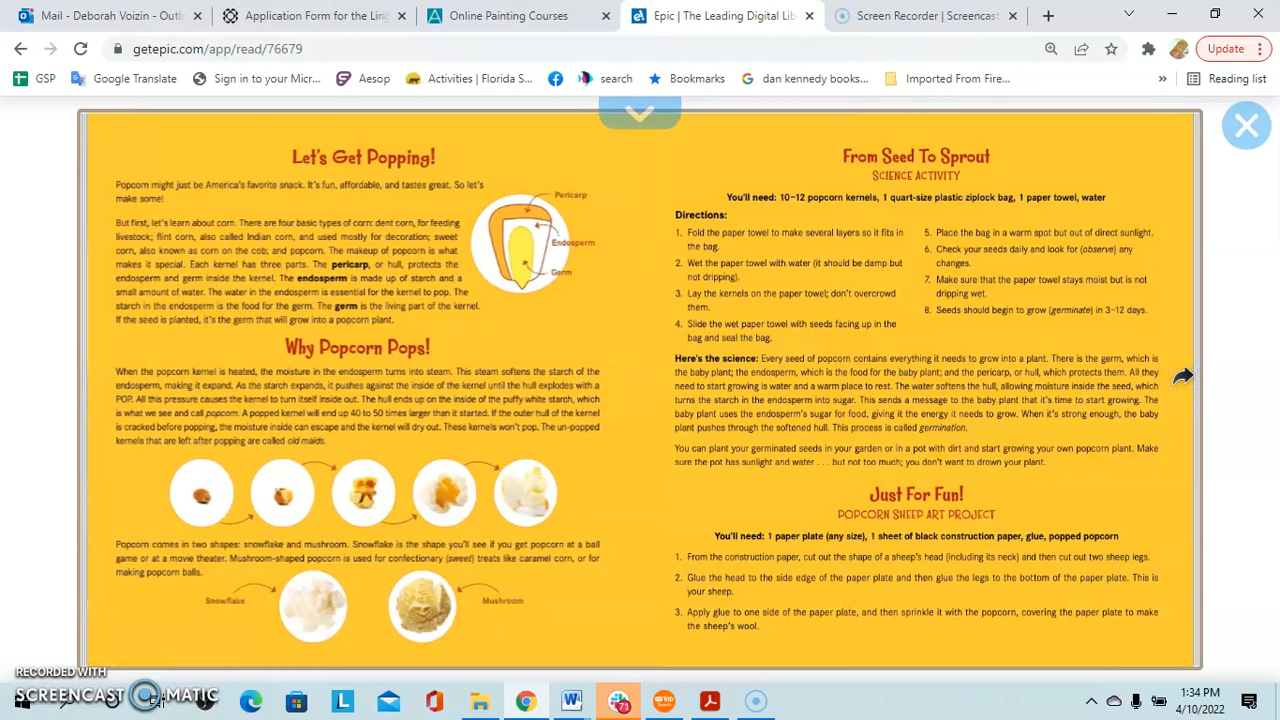 Mail - Deborah Voizin - Outlo
Appointments In Calgary
Online Painting Courses
Epic | The Digital Lib
Recorder | Screencast
getepic.com/app/read/76679
Update
GSP
Google Translate
Sign in to your Micr...
Aesop
Activities | Florida S...
search
Bookmarks
dan kennedy books...
Imported From Fire...
»
Reading list
Let's Get Popping!
Popcorn might just be America's favorite snack. It's fun, affordable, and tastes great. So let's
make some!
But first, let's learn about corn. There are four basic types of corn: dent corn, for feeding
livestock; flint corn, also called Indian corn, and used mostly for decoration; sweet
corn, also known as corn on the cob; and popcorn. The makeup of popcorn is what
makes it special. Each kernel has three parts. The pericarp, or hull, protects the
endosperm and germ inside the kernel. The endosperm is made up of starch and a
small amount of water. The water in the endosperm is essential for the kernel to pop. The
starch in the endosperm is the food for the germ. The germ is the living part of the kernel.
If the seed is planted, it's the germ that will grow into a popcorn plant.
Pericarp
Endosperm
Germ
Why Popcorn Pops!
When the popcorn kernel is heated, the moisture in the endosperm turns into steam. This steam softens the starch of the
endosperm, making it expand. As the starch expands, it pushes against the inside of the kernel until the hull explodes with a
POP. All this pressure causes the kernel to turn itself inside out. The hull ends up on the inside of the puffy white starch, which
is what we see and call popcorn. A popped kernel will end up 40 to 50 times larger than it started. If the outer hull of the kernel
is cracked before popping, the moisture inside can escape and the kernel will dry out. These kernels won't pop. The un-popped
kernels that are left after popping are called old maids.
Popcorn comes in two shapes: snowflake and mushroom. Snowflake is the shape you'll see if you get popcorn at a ball
game or at a movie theater. Mushroom-shaped popcorn is used for confectionary (sweet) treats like caramel corn, or for
making popcorn balls.
Snowflake
Mushroom
From Seed To Sprout
SCIENCE ACTIVITY
You'll need: 10–12 popcorn kernels, 1 quart-size plastic ziplock bag, 1 paper towel, water
Directions:
1. Fold the paper towel to make several layers so it fits in
the bag.
2. Wet the paper towel with water (it should be damp but
not dripping).
3. Lay the kernels on the paper towel; don't overcrowd
them.
4. Slide the wet paper towel with seeds facing up in the
bag and seal the bag.
5. Place the bag in a warm spot but out of direct sunlight.
6. Check your seeds daily and look for (observe) any
changes.
7. Make sure that the paper towel stays moist but is not
dripping wet.
8. Seeds should begin to grow (germinate) in 3–12 days.
Here's the science: Every seed of popcorn contains everything it needs to grow into a plant. There is the germ, which is
the baby plant; the endosperm, which is the food for the baby plant; and the pericarp, or hull, which protects them. All they
need to start growing is water and a warm place to rest. The water softens the hull, allowing moisture inside the seed, which
turns the starch in the endosperm into sugar. This sends a message to the baby plant that it's time to start growing. The
baby plant uses the endosperm's sugar for food, giving it the energy it needs to grow. When it's strong enough, the baby
plant pushes through the softened hull. This process is called germination.
You can plant your germinated seeds in your garden or in a pot with dirt and start growing your own popcorn plant. Make
sure the pot has sunlight and water . . . but not too much; you don't want to drown your plant.
Just For Fun!
POPCORN SHEEP ART PROJECT
You'll need: 1 paper plate (any size), 1 sheet of black construction paper, glue, popped popcorn
1. From the construction paper, cut out the shape of a sheep's head (including its neck) and then cut out two sheep legs.
2. Glue the head to the side edge of the paper plate and then glue the legs to the bottom of the paper plate. This is
your sheep.
3. Apply glue to one side of the paper plate, and then sprinkle it with the popcorn, covering the paper plate to make
the sheep's wool.
RECORDED WITH
SCREENCAST MATIC
71
1:34 PM
4/10/2022